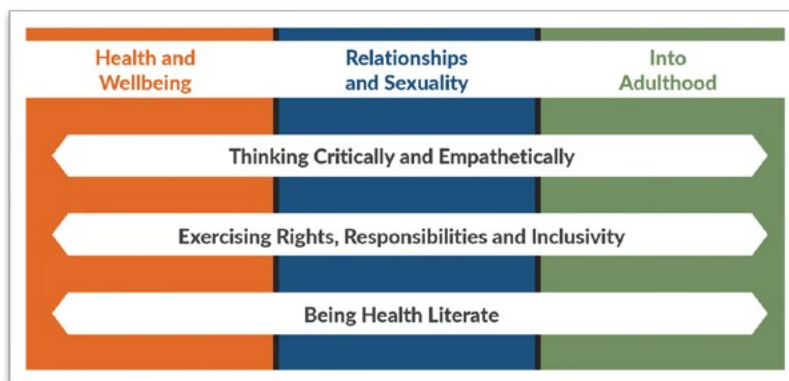 Health and
Wellbeing
Relationships
and Sexuality
Into
Adulthood
Thinking Critically and Empathetically
Exercising Rights, Responsibilities and Inclusivity
Being Health Literate